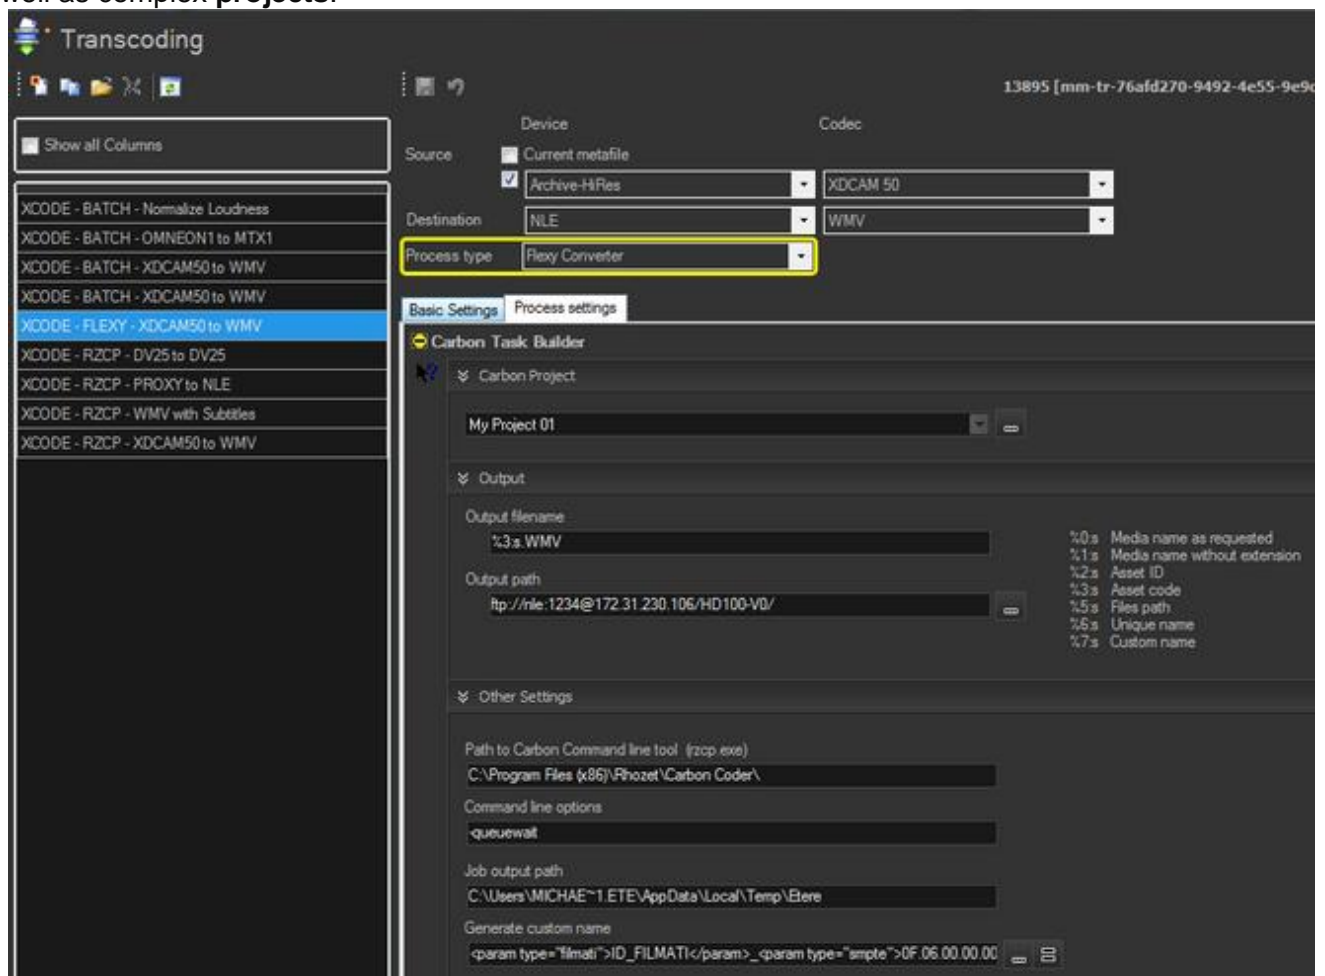 well as complex projects.
Transcoding
13895 [mm-tr-76afd270-9492-4e55-9e9c
Device
Codec
Show all Columns
Source
Current metafile
Archive-HiRes
XDCAM 50
Destination
NLE
WMV
Process type
Flexy Converter
XCODE - BATCH - Normalize Loudness
XCODE - BATCH - OMNEON1 to MTX1
XCODE - BATCH - XDCAM50 to WMV
XCODE - BATCH - XDCAM50 to WMV
XCODE - FLEXY - XDCAM50 to WMV
XCODE - RZCP - DV25 to DV25
XCODE - RZCP - PROXY to NLE
XCODE - RZCP - WMV with Subtitles
XCODE - RZCP - XDCAM50 to WMV
Basic Settings
Process settings
Carbon Task Builder
Carbon Project
My Project 01
Output
Output filename
%3:s.WMV
Output path
ftp://nle:1234@172.31.230.106/HD100-V0/
%0:s Media name as requested
%1:s Media name without extension
%2:s Asset ID
%3:s Asset code
%5:s Files path
%6:s Unique name
%7:s Custom name
Other Settings
Path to Carbon Command line tool (rzcp.exe)
C:\Program Files (x86)\Rhozet\Carbon Coder\
Command line options
-queuewait
Job output path
C:\Users\MICHAE~1.ETE\AppData\Local\Temp\Etere
Generate custom name
<param type="filmati">ID_FILMATI</param>_<param type="smpte">0F.06.00.00.00